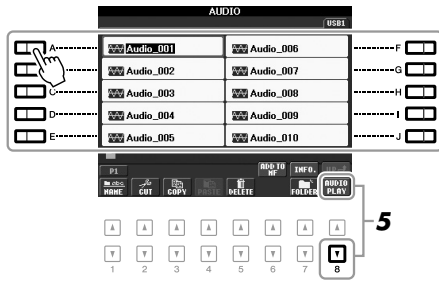 AUDIO
USB1
A Audio_001 Audio_006 F
Audio_002 Audio_007 G
C Audio_003 Audio_008 H
D Audio_004 Audio_009 I
E Audio_005 Audio_010 J
P1 ADD TO MF INFO.
abc NAME CUT COPY PASTE DELETE FOLDER AUDIO PLAY
5
1 2 3 4 5 6 7 8